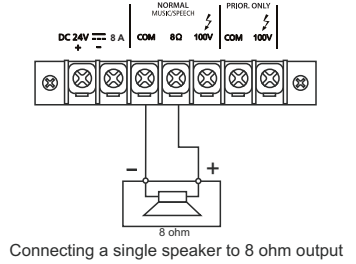 NORMAL
MUSIC/SPEECH
PRIOR. ONLY
DC 24V ⎓ 8 A
+ −
COM 8Ω 100V COM 100V
− +
8 ohm
Connecting a single speaker to 8 ohm output